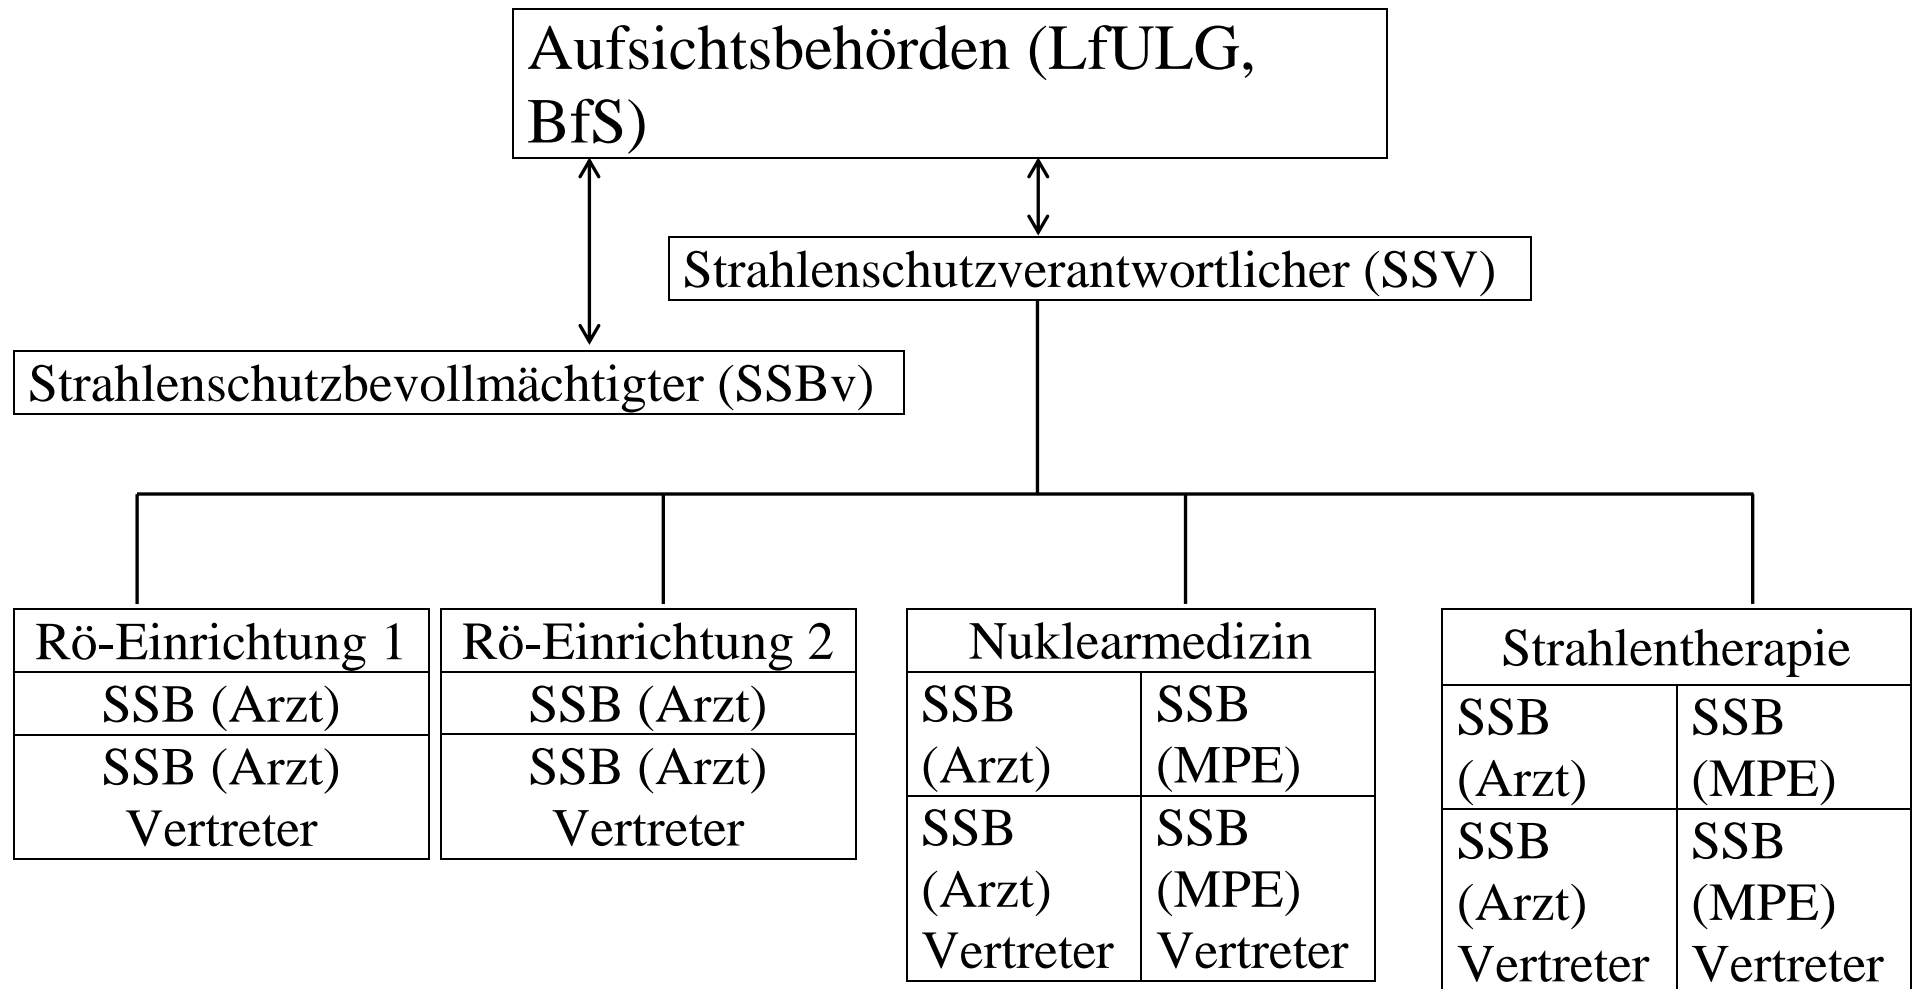 Aufsichtsbehörden (LfULG,
BfS)
Strahlenschutzverantwortlicher (SSV)
Strahlenschutzbevollmächtigter (SSBv)
Rö-Einrichtung 1
SSB (Arzt)
SSB (Arzt)
Vertreter
Rö-Einrichtung 2
SSB (Arzt)
SSB (Arzt)
Vertreter
Nuklearmedizin
SSB
(Arzt)
SSB
(MPE)
SSB
(Arzt)
Vertreter
SSB
(MPE)
Vertreter
Strahlentherapie
SSB
(Arzt)
SSB
(MPE)
SSB
(Arzt)
Vertreter
SSB
(MPE)
Vertreter